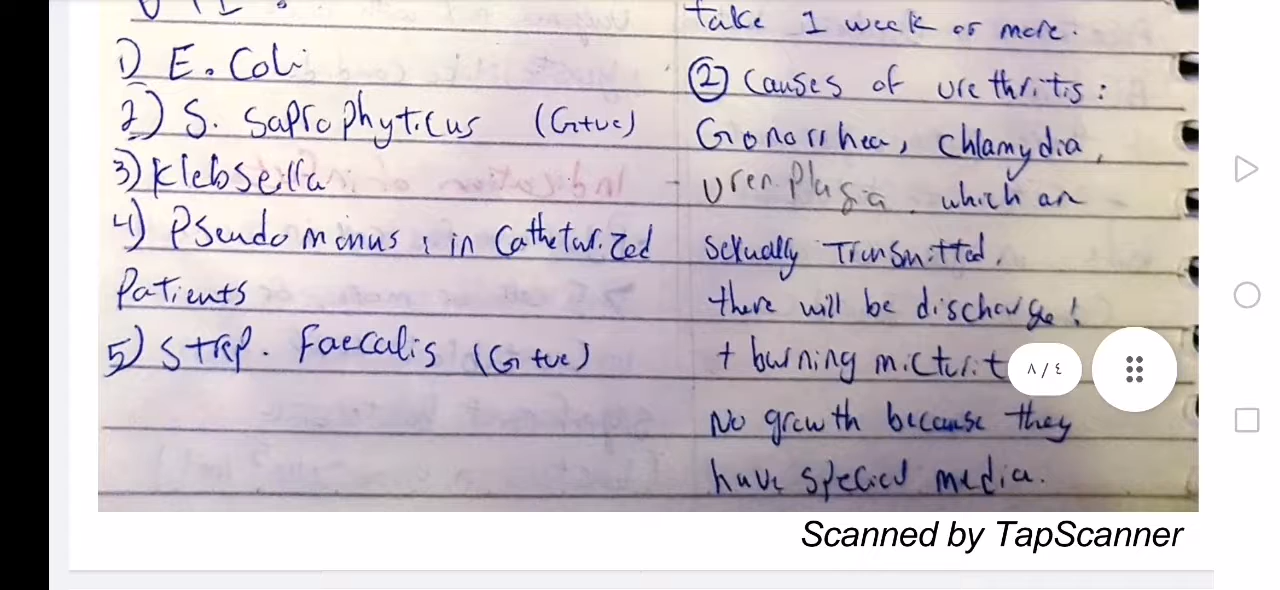 1) E. Coli
2) S. Saprophyticus (G+ve)
3) Klebsella
4) Pseudomonus, in Catheturized
Patients
5) Strep. Faecalis (G+ve)
take 1 week or more.
② Causes of urethritis:
Gonorrhea, chlamydia,
ureaplasia. which are
sexually Transmitted.
there will be discharge!
+ burning micturit
No growth because they
have special media.
٨/٤
Scanned by TapScanner